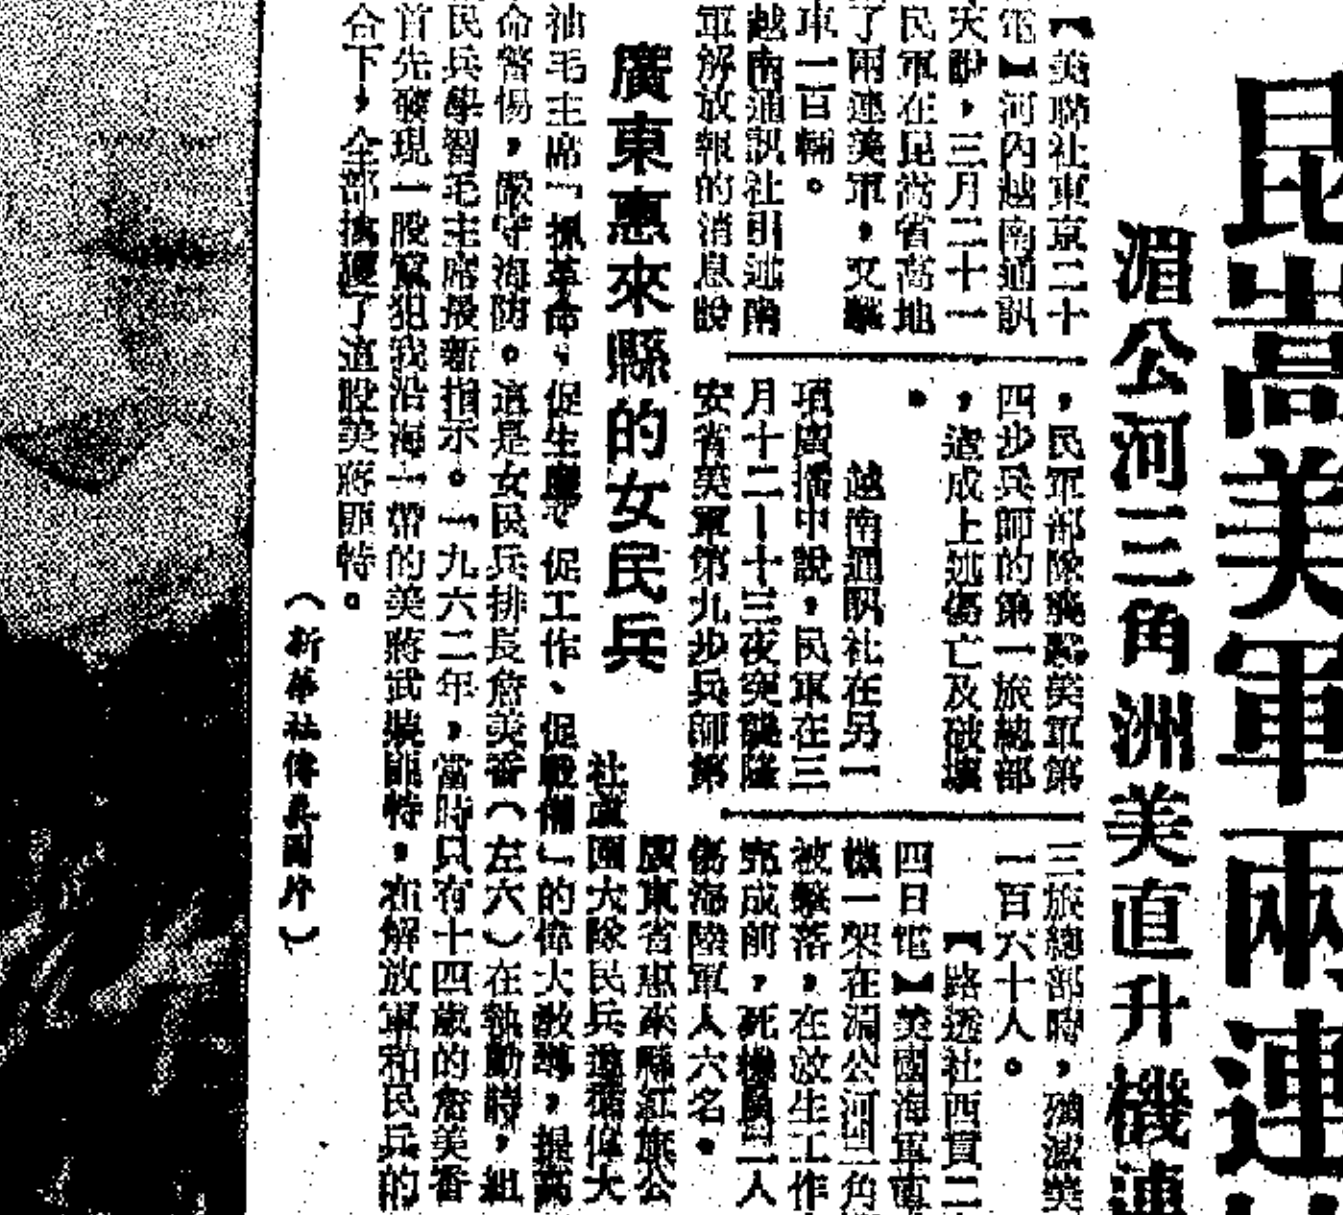 昆嵩美軍兩連
湄公河三角洲美直升機連
【美聯社東京二十
電】河內越南通訊
天說，三月二十一
民軍在昆嵩省高地
了兩連美軍，又擊
車一百輛。
越南通訊社引述南
軍解放報的消息說
，民軍部隊襲擊美軍第
四步兵師的第一旅總部
，造成上述傷亡及破壞
。
越南通訊社在另一
項廣播中說，民軍在三
月十二—十三夜突襲隆
安省美軍第九步兵師第
三旅總部時，殲滅美
一百六十人。
【路透社西貢二
四日電】美國海軍直
機一架在湄公河三角
被擊落，在救生工作
完成前，死機員二人
傷海陸軍人六名。
廣東惠來縣的女民兵
廣東省惠來縣紅旗公
社蘆園大隊民兵遵循偉大
袖毛主席「抓革命、促生產、促工作、促戰備」的偉大教導，提高
命警惕，嚴守海防。這是女民兵排長詹美香（左六）在執勤時，組
民兵學習毛主席最新指示。一九六二年，當時只有十四歲的詹美香
首先發現一股竄犯我沿海一帶的美蔣武裝匪特，在解放軍和民兵的
合下，全部擒獲了這股美蔣匪特。
（新華社傳真圖片）